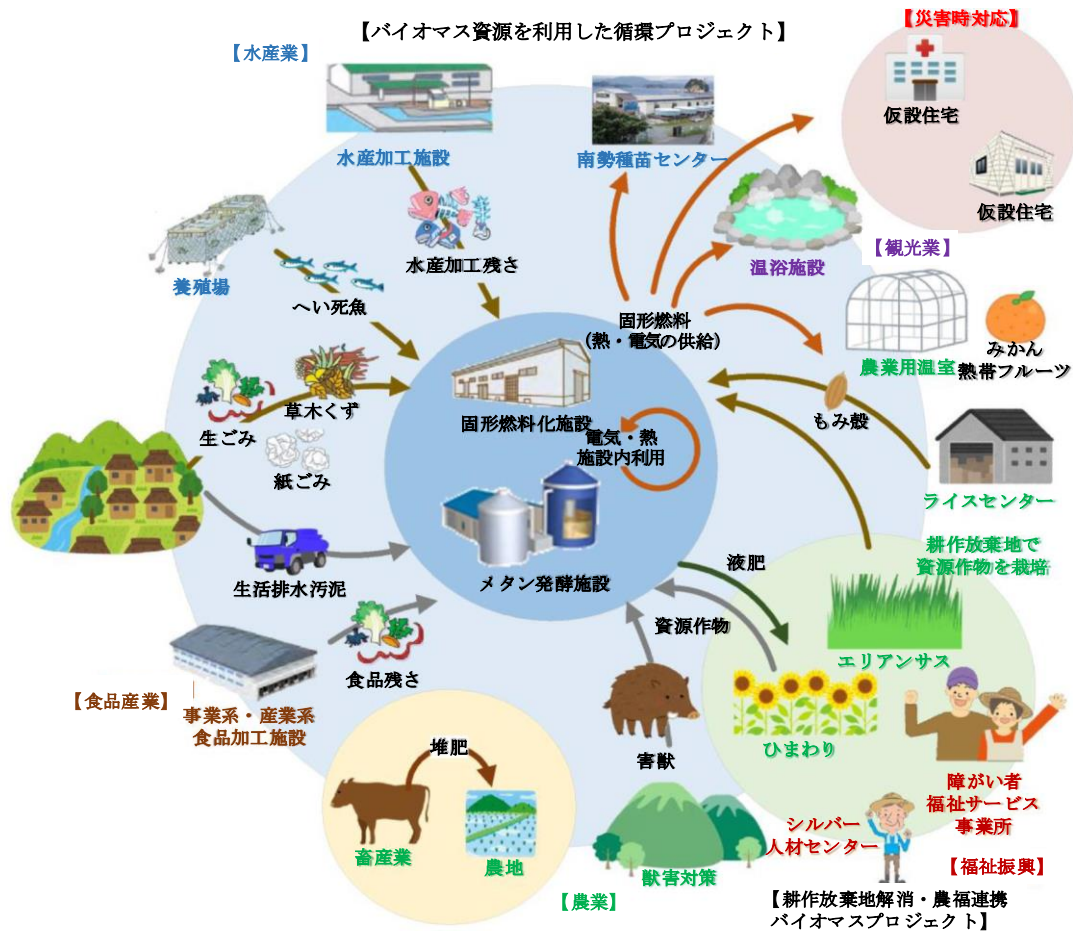 【バイオマス資源を利用した循環プロジェクト】
【災害時対応】
【水産業】
仮設住宅
水産加工施設
南勢種苗センター
仮設住宅
【観光業】
水産加工残さ
温浴施設
養殖場
へい死魚
固形燃料
（熱・電気の供給）
みかん
農業用温室
熱帯フルーツ
草木くず
もみ殻
固形燃料化施設
生ごみ
電気・熱
施設内利用
紙ごみ
ライスセンター
耕作放棄地で
資源作物を栽培
液肥
メタン発酵施設
生活排水汚泥
資源作物
エリアンサス
食品残さ
【食品産業】
事業系・産業系
食品加工施設
ひまわり
堆肥
害獣
障がい者
福祉サービス
事業所
シルバー
人材センター
畜産業
農地
獣害対策
【福祉振興】
【農業】
【耕作放棄地解消・農福連携
バイオマスプロジェクト】